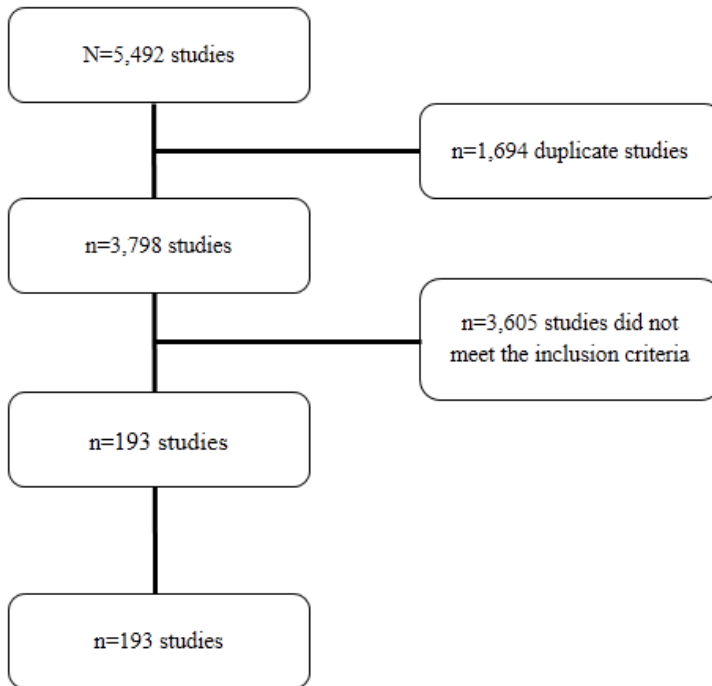 N=5,492 studies
n=1,694 duplicate studies
n=3,798 studies
n=3,605 studies did not
meet the inclusion criteria
n=193 studies
n=193 studies